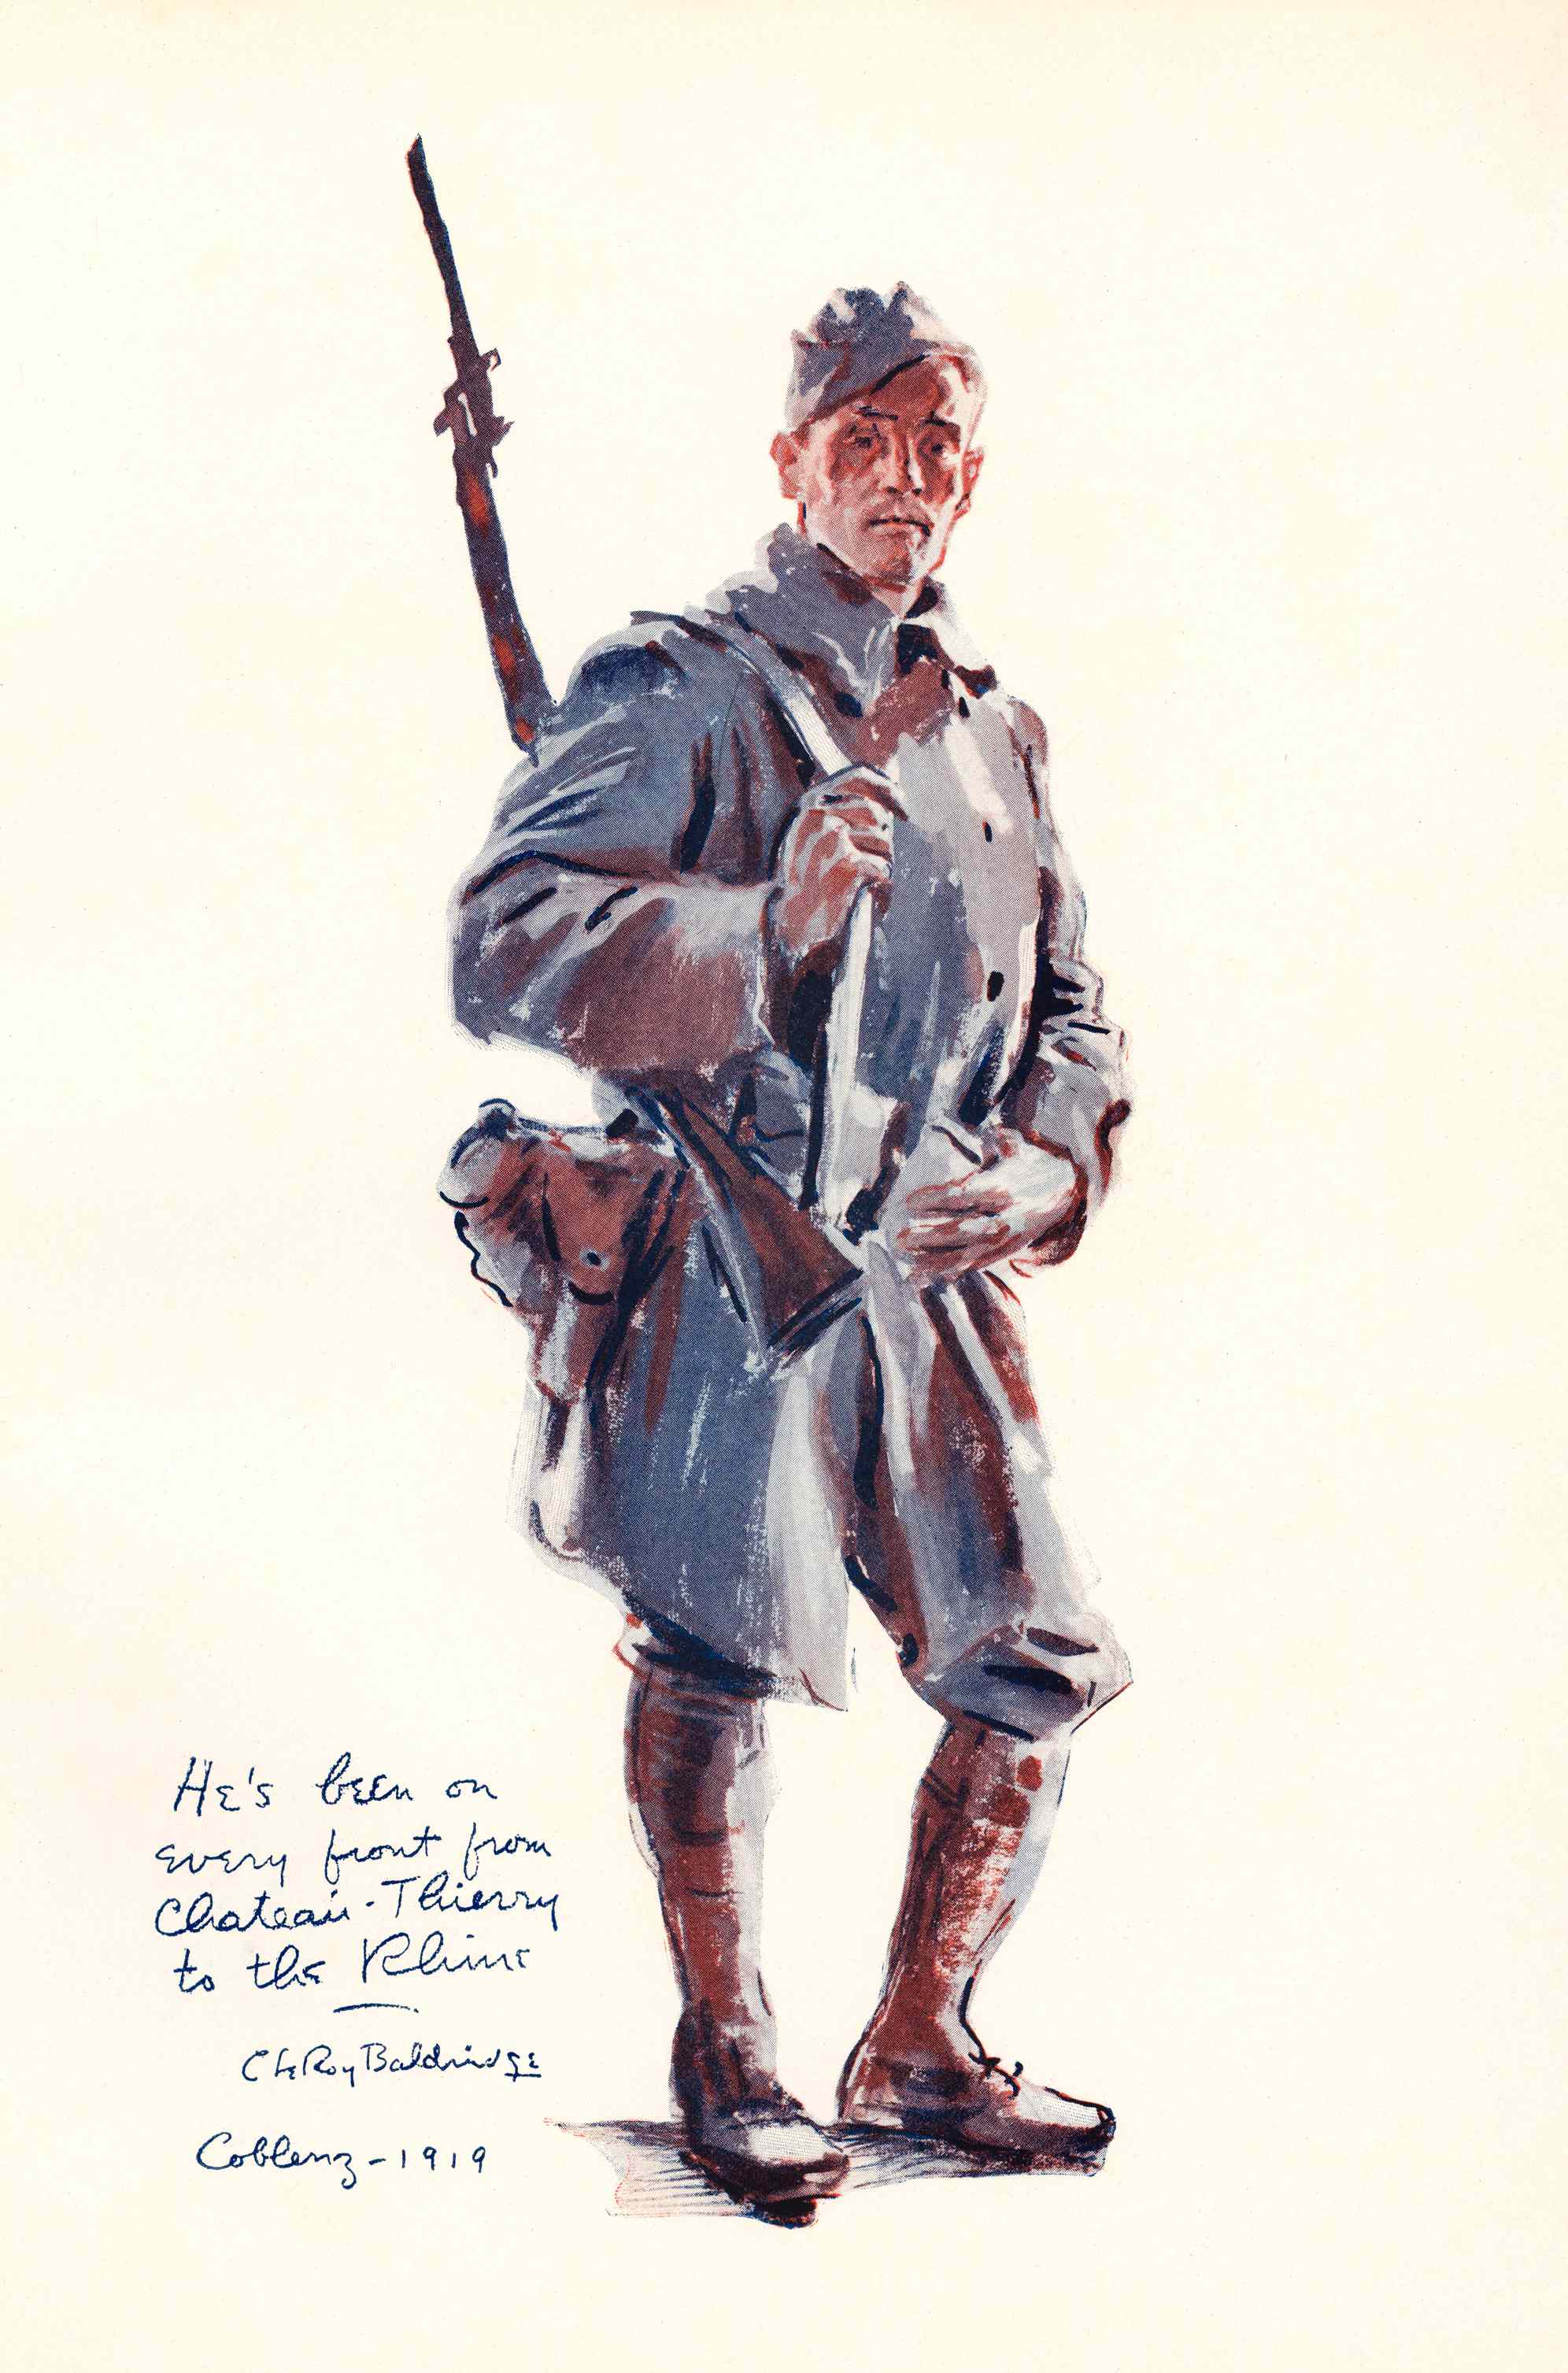 He's been on
every front from
Chateau-Thierry
to the Rhine
C LeRoy Baldridge
Coblenz-1919